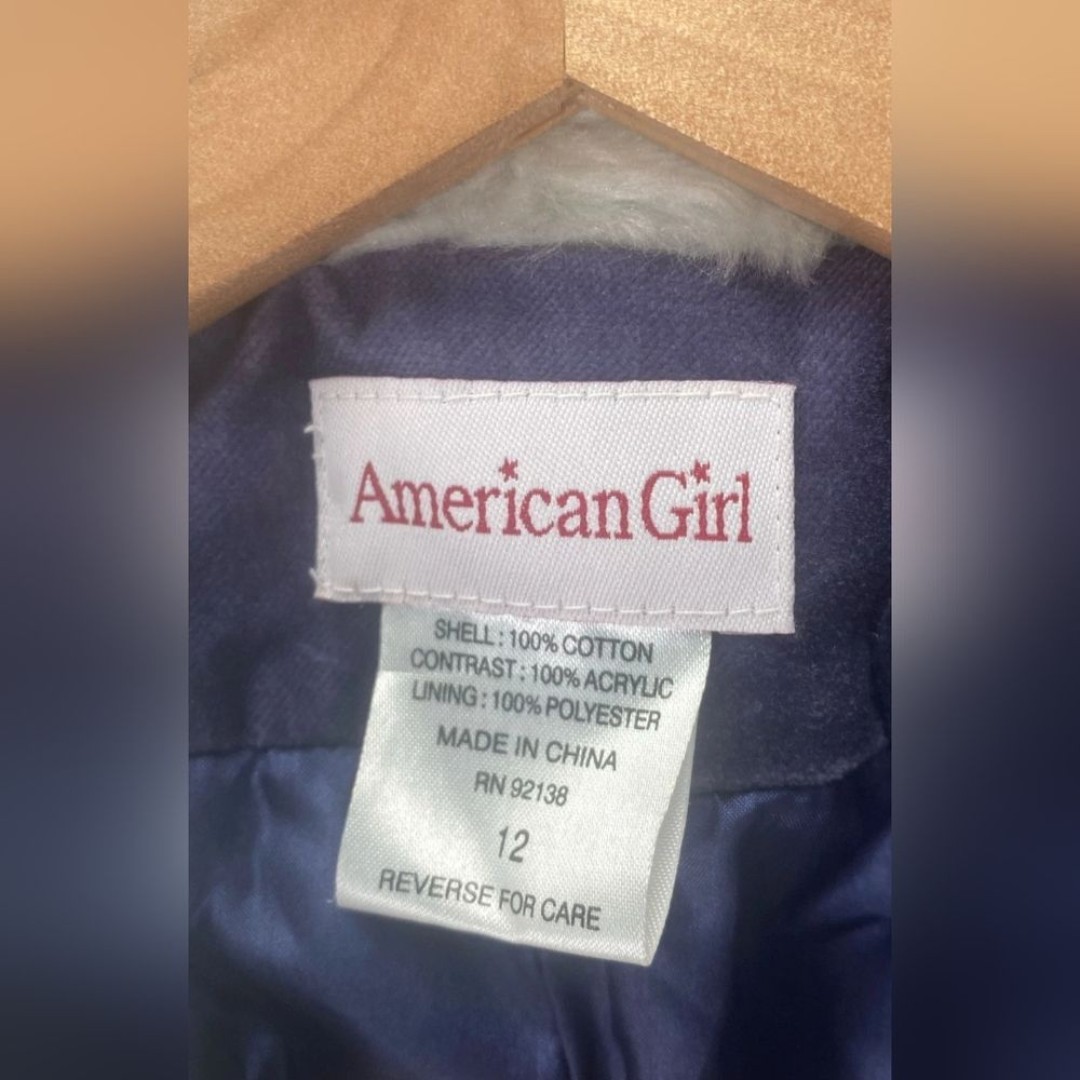 American Girl
SHELL : 100% COTTON
CONTRAST : 100% ACRYLIC
LINING : 100% POLYESTER
MADE IN CHINA
RN 92138
12
REVERSE FOR CARE